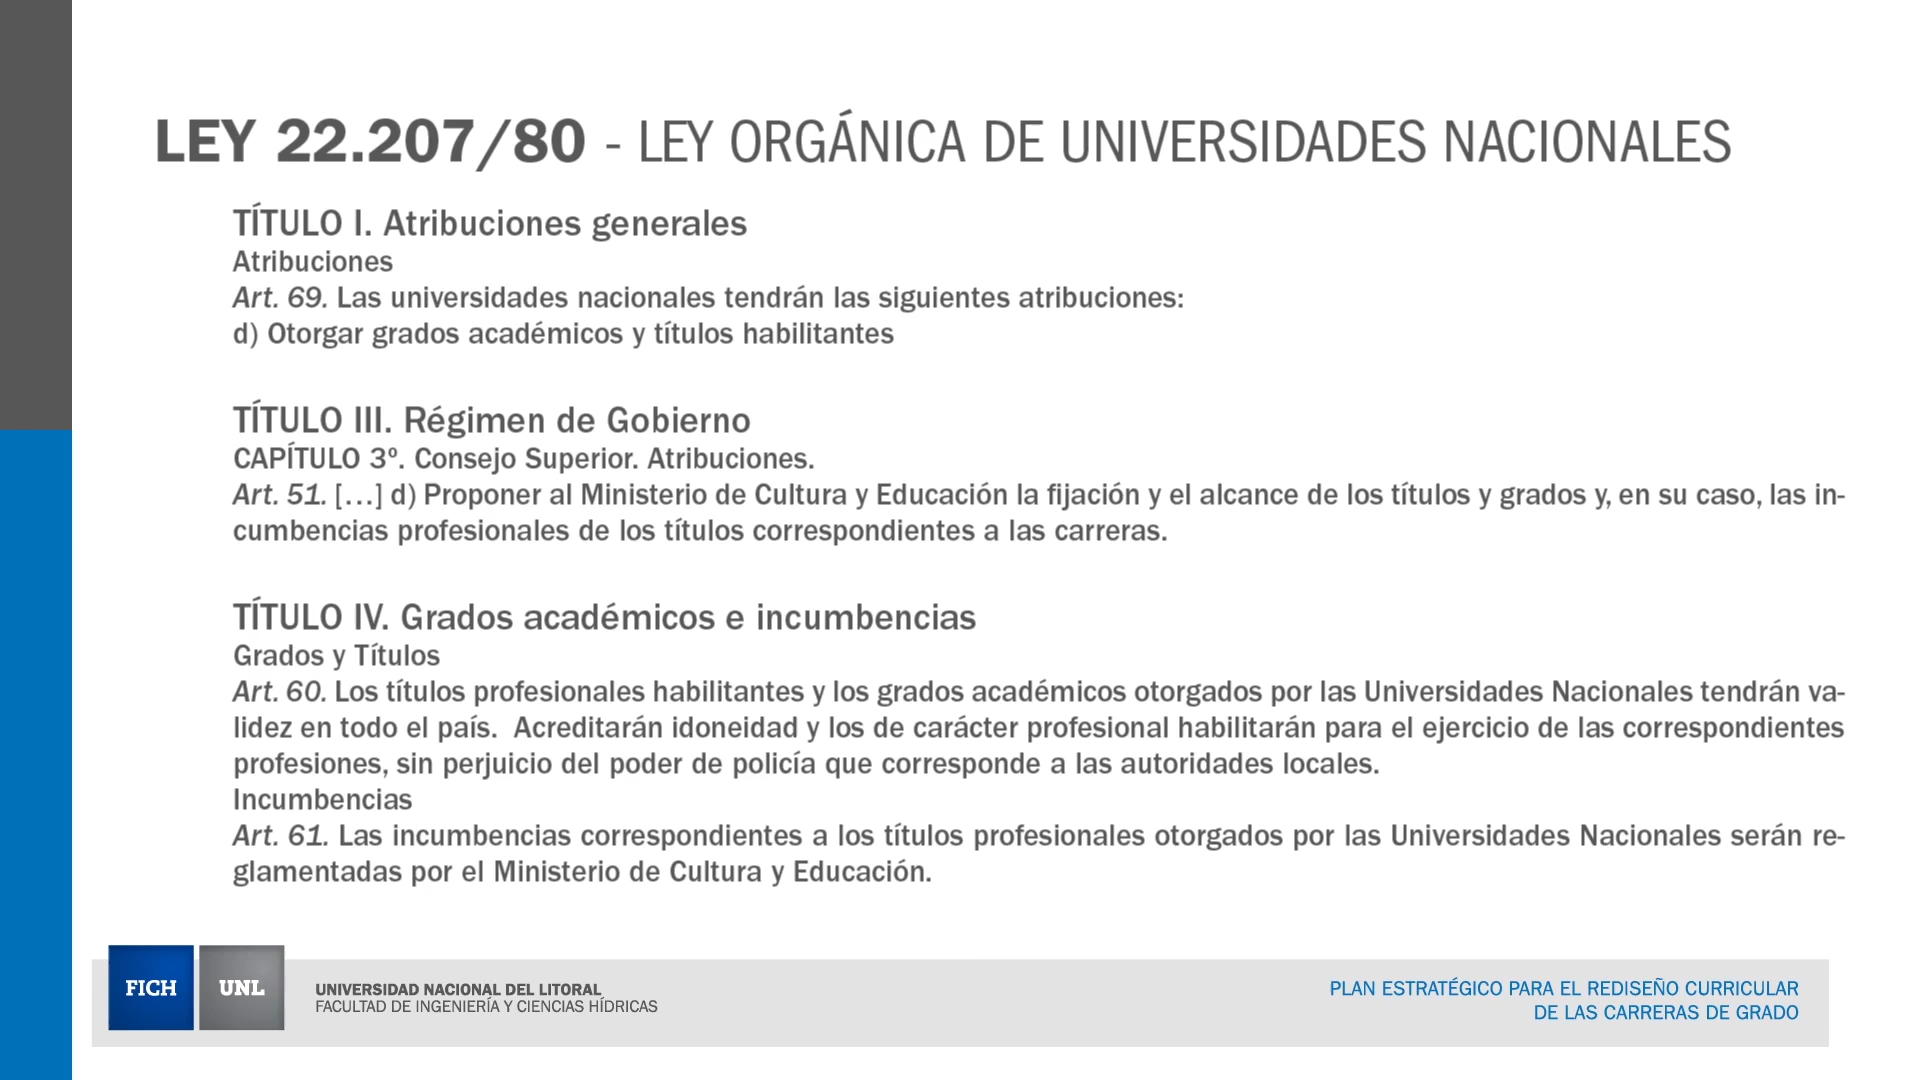 LEY 22.207/80 - LEY ORGÁNICA DE UNIVERSIDADES NACIONALES
TÍTULO I. Atribuciones generales
Atribuciones
Art. 69. Las universidades nacionales tendrán las siguientes atribuciones:
d) Otorgar grados académicos y títulos habilitantes
TÍTULO III. Régimen de Gobierno
CAPÍTULO 3º. Consejo Superior. Atribuciones.
Art. 51. […] d) Proponer al Ministerio de Cultura y Educación la fijación y el alcance de los títulos y grados y, en su caso, las in-
cumbencias profesionales de los títulos correspondientes a las carreras.
TÍTULO IV. Grados académicos e incumbencias
Grados y Títulos
Art. 60. Los títulos profesionales habilitantes y los grados académicos otorgados por las Universidades Nacionales tendrán va-
lidez en todo el país. Acreditarán idoneidad y los de carácter profesional habilitarán para el ejercicio de las correspondientes
profesiones, sin perjuicio del poder de policía que corresponde a las autoridades locales.
Incumbencias
Art. 61. Las incumbencias correspondientes a los títulos profesionales otorgados por las Universidades Nacionales serán re-
glamentadas por el Ministerio de Cultura y Educación.
FICH UNL
UNIVERSIDAD NACIONAL DEL LITORAL
FACULTAD DE INGENIERÍA Y CIENCIAS HÍDRICAS
PLAN ESTRATÉGICO PARA EL REDISEÑO CURRICULAR
DE LAS CARRERAS DE GRADO